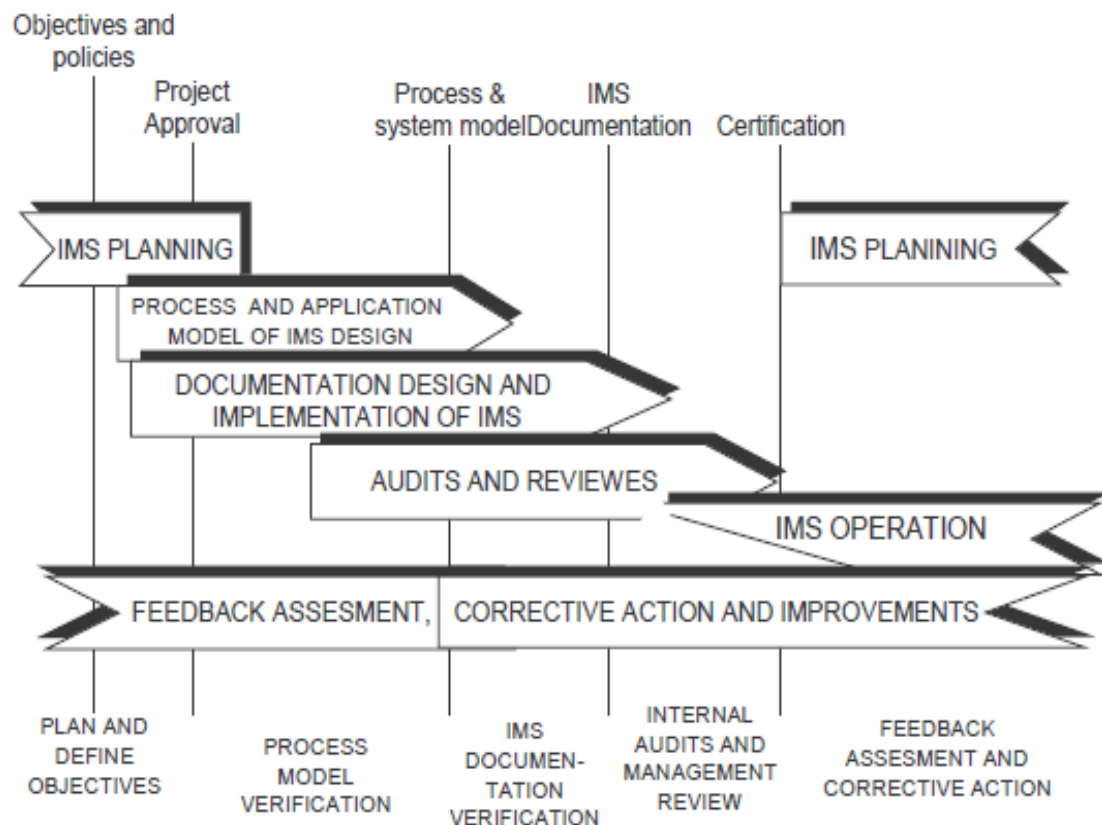 Objectives and
policies
Project
Approval
Process &
system model
IMS
Documentation
Certification
IMS PLANNING
IMS PLANINING
PROCESS AND APPLICATION
MODEL OF IMS DESIGN
DOCUMENTATION DESIGN AND
IMPLEMENTATION OF IMS
AUDITS AND REVIEWES
IMS OPERATION
FEEDBACK ASSESMENT,
CORRECTIVE ACTION AND IMPROVEMENTS
PLAN AND
DEFINE
OBJECTIVES
PROCESS
MODEL
VERIFICATION
IMS
DOCUMEN-
TATION
VERIFICATION
INTERNAL
AUDITS AND
MANAGEMENT
REVIEW
FEEDBACK
ASSESMENT AND
CORRECTIVE ACTION